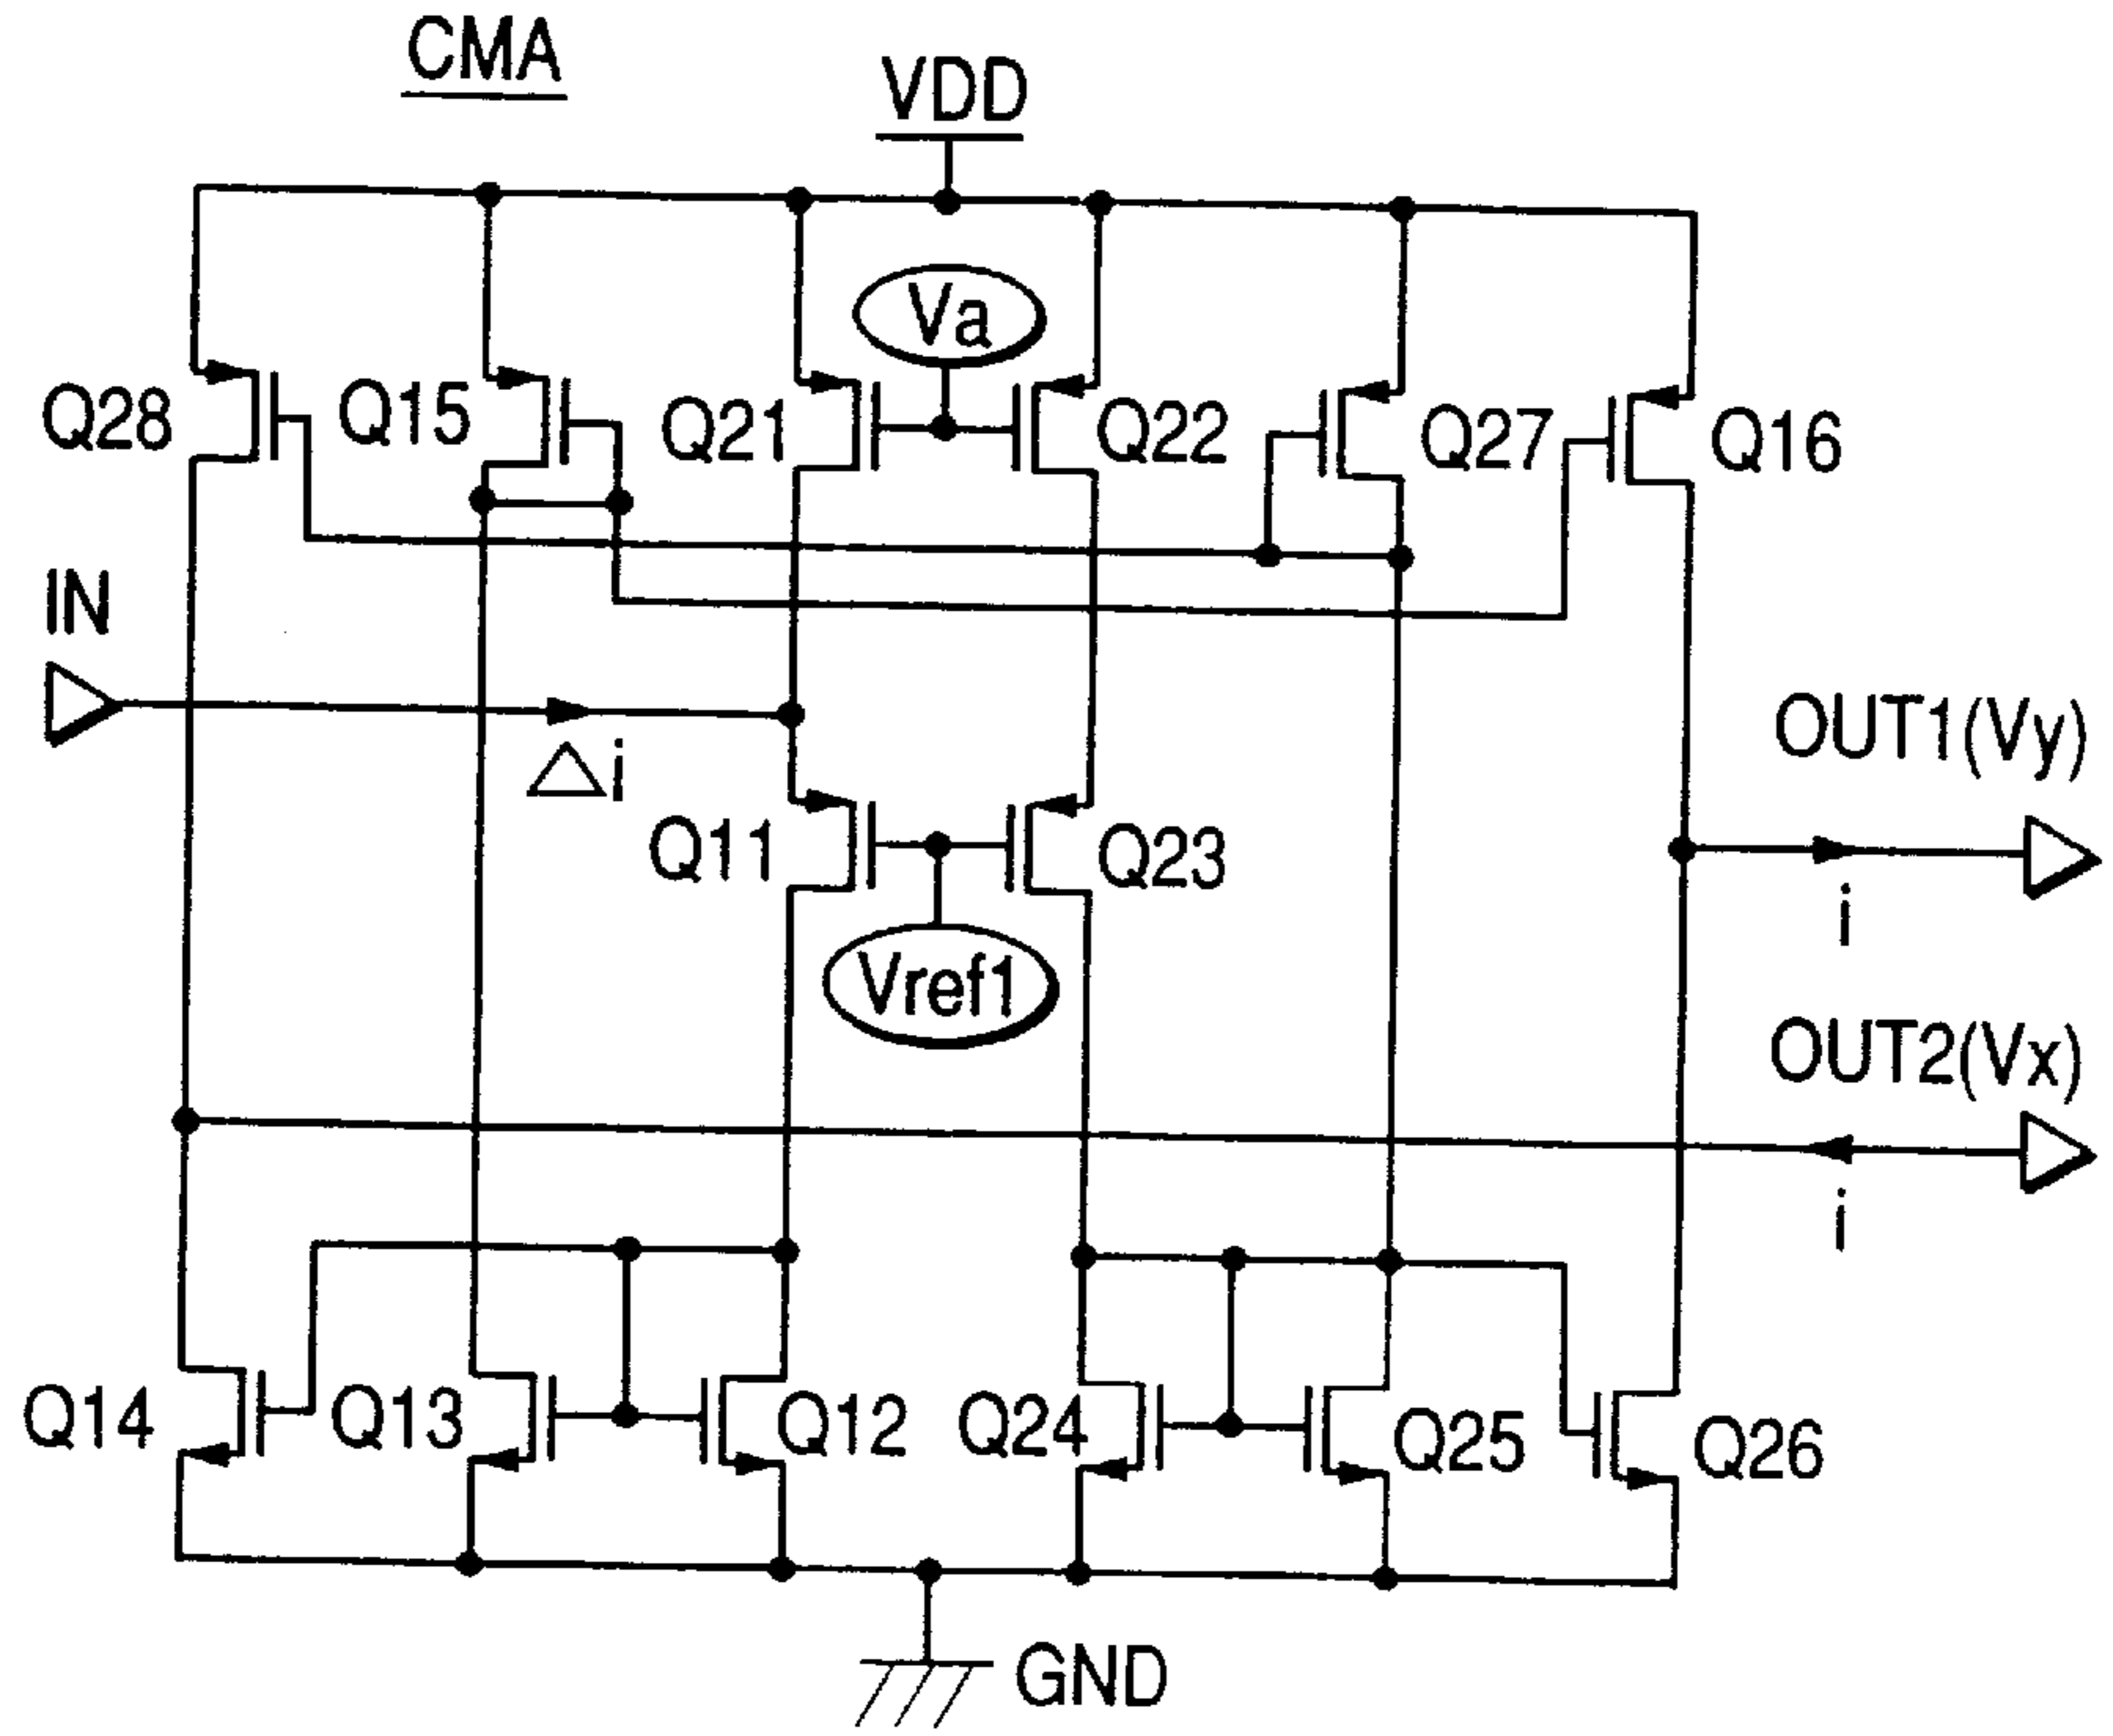 CMA
VDD
Va
Q28
Q15
Q21
Q22
Q27
Q16
IN
Δi
OUT1(Vy)
i
Q11
Q23
Vref1
OUT2(Vx)
i
Q14
Q13
Q12
Q24
Q25
Q26
GND